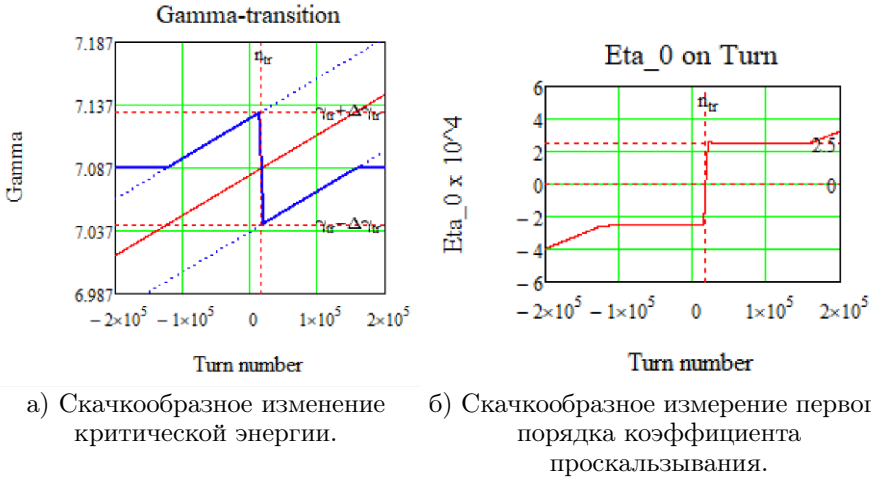 Gamma-transition
7.187
7.137
7.087
7.037
6.987
Gamma
n_tr
γ_tr+Δγ_tr
γ_tr−Δγ_tr
−2×10^5 −1×10^5 0 1×10^5 2×10^5
Turn number
Eta_0 on Turn
6
4
2
0
−2
−4
−6
Eta_0 x 10^4
n_tr
2.5
0
−2×10^5 −1×10^5 0 1×10^5 2×10^5
Turn number
а) Скачкообразное изменение
критической энергии.
б) Скачкообразное измерение первог
порядка коэффициента
проскальзывания.